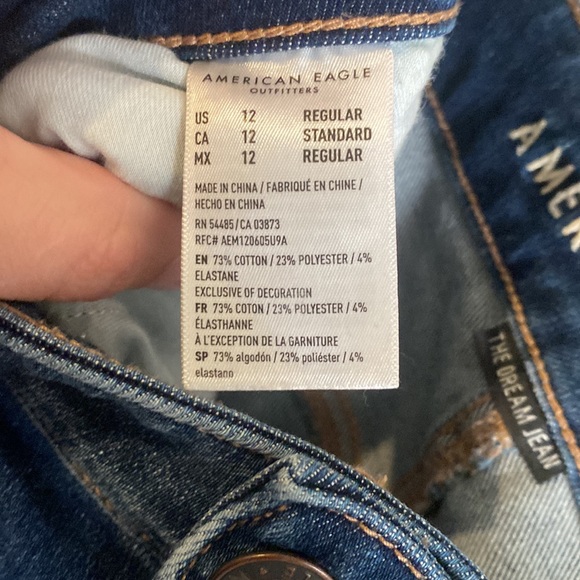 AMERICAN EAGLE
OUTFITTERS
US 12 REGULAR
CA 12 STANDARD
MX 12 REGULAR
MADE IN CHINA / FABRIQUÉ EN CHINE /
HECHO EN CHINA
RN 54485/CA 03873
RFC# AEM120605U9A
EN 73% COTTON / 23% POLYESTER / 4%
ELASTANE
EXCLUSIVE OF DECORATION
FR 73% COTON / 23% POLYESTER / 4%
ÉLASTHANNE
À L'EXCEPTION DE LA GARNITURE
SP 73% algodón / 23% poliéster / 4%
elastano
AMER
THE DREAM JEAN